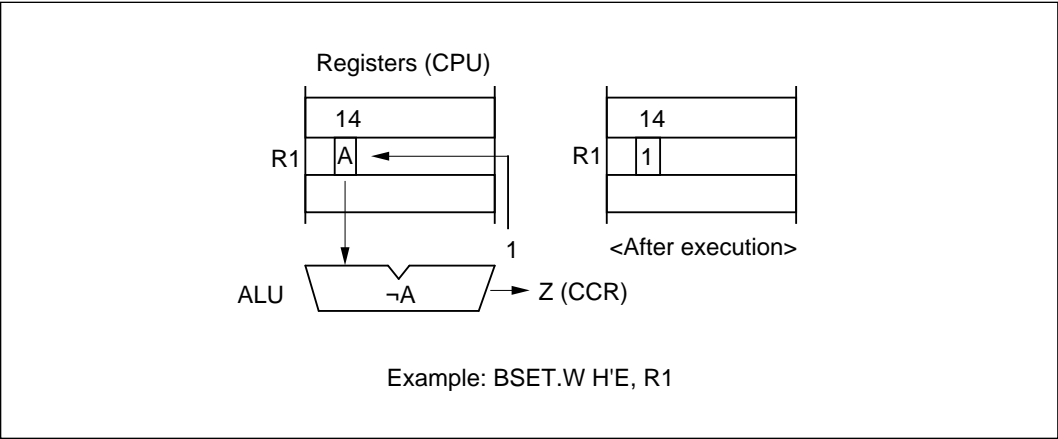 Registers (CPU)
14
R1
A
1
ALU
¬A
Z (CCR)
14
R1
1
<After execution>
Example: BSET.W H'E, R1